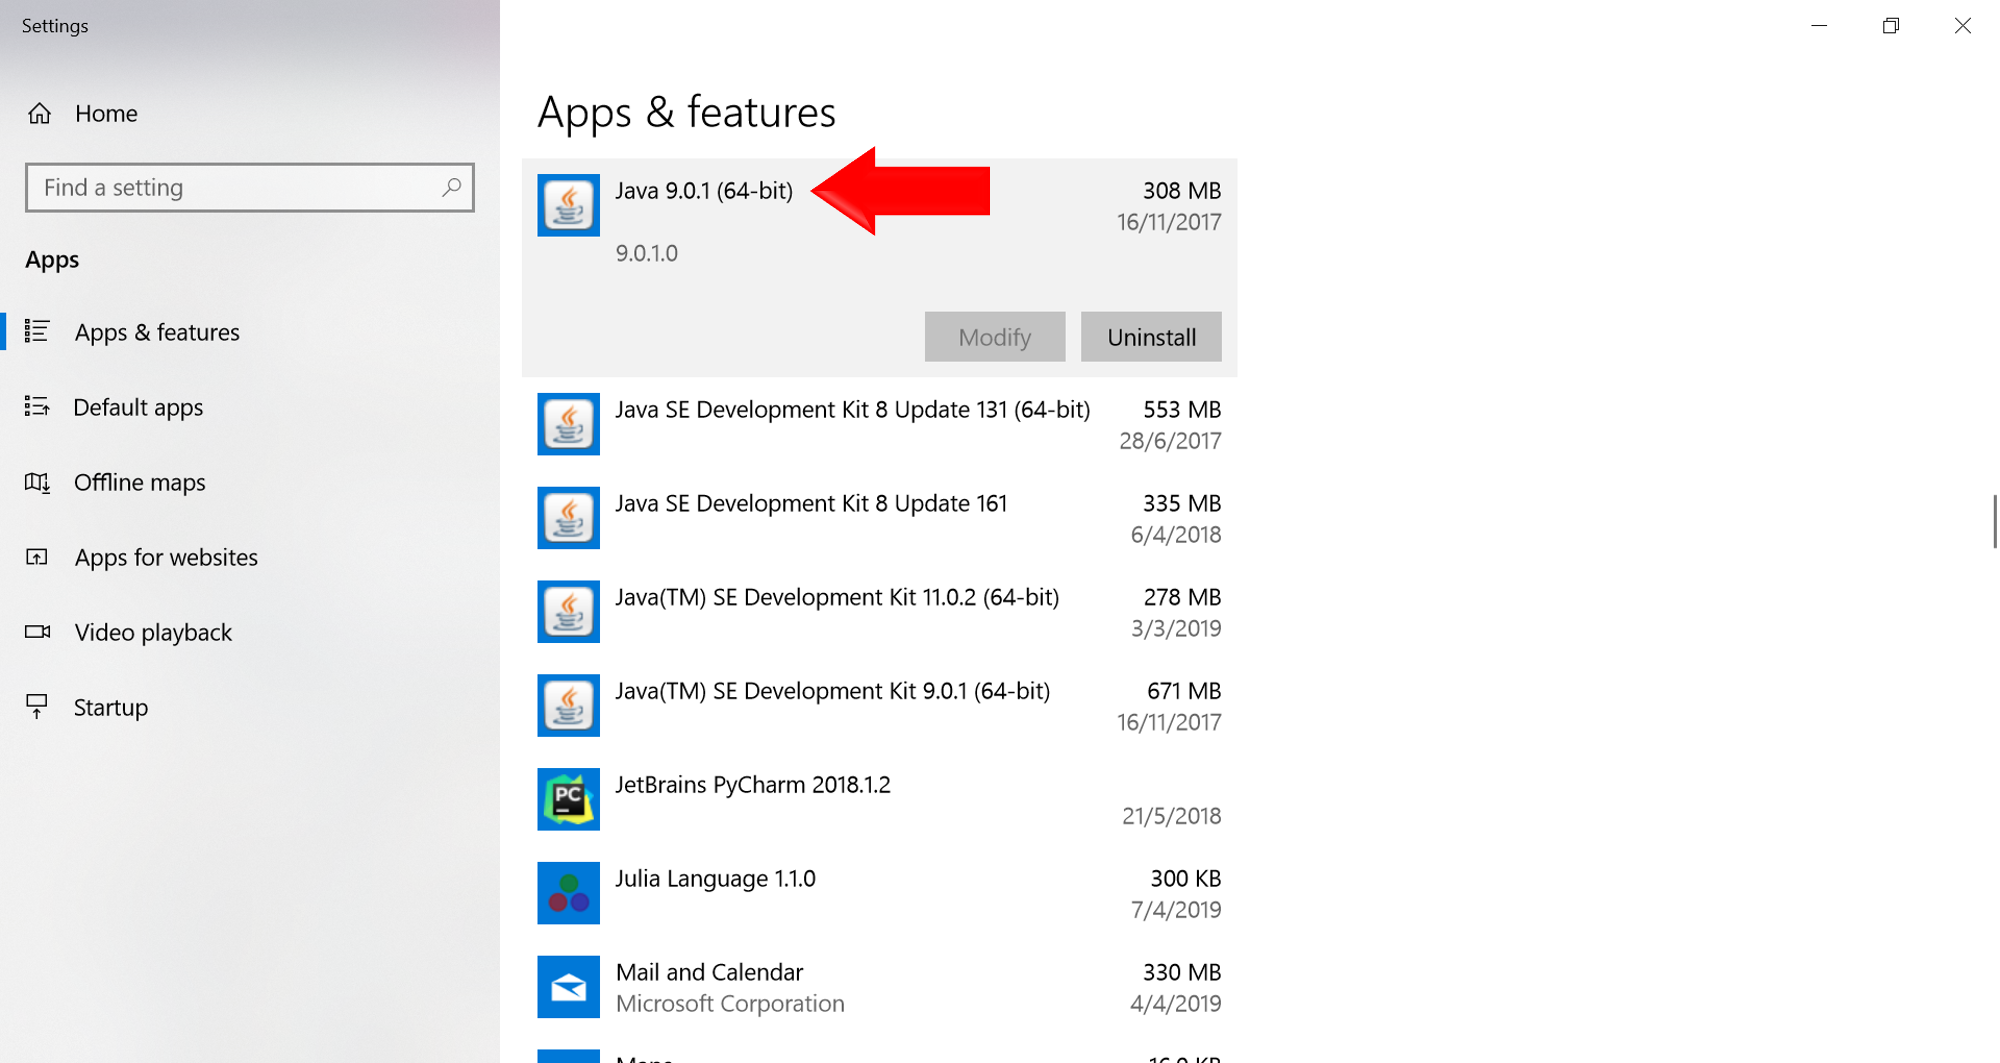 Settings
Home
Find a setting
Apps
Apps & features
Default apps
Offline maps
Apps for websites
Video playback
Startup
Apps & features
Java 9.0.1 (64-bit) 308 MB
16/11/2017
9.0.1.0
Modify Uninstall
Java SE Development Kit 8 Update 131 (64-bit) 553 MB
28/6/2017
Java SE Development Kit 8 Update 161 335 MB
6/4/2018
Java(TM) SE Development Kit 11.0.2 (64-bit) 278 MB
3/3/2019
Java(TM) SE Development Kit 9.0.1 (64-bit) 671 MB
16/11/2017
PC
JetBrains PyCharm 2018.1.2
21/5/2018
Julia Language 1.1.0 300 KB
7/4/2019
Mail and Calendar 330 MB
Microsoft Corporation 4/4/2019